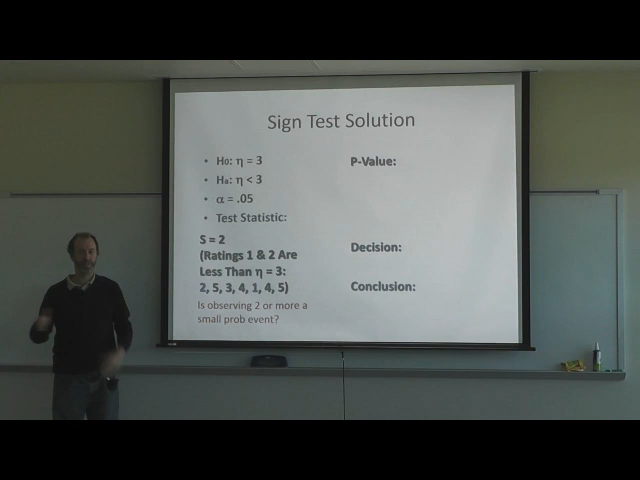 Sign Test Solution
• H0: η = 3
• Ha: η < 3
• α = .05
• Test Statistic:
S = 2
(Ratings 1 & 2 Are
Less Than η = 3:
2, 5, 3, 4, 1, 4, 5)
Is observing 2 or more a
small prob event?
P-Value:
Decision:
Conclusion: